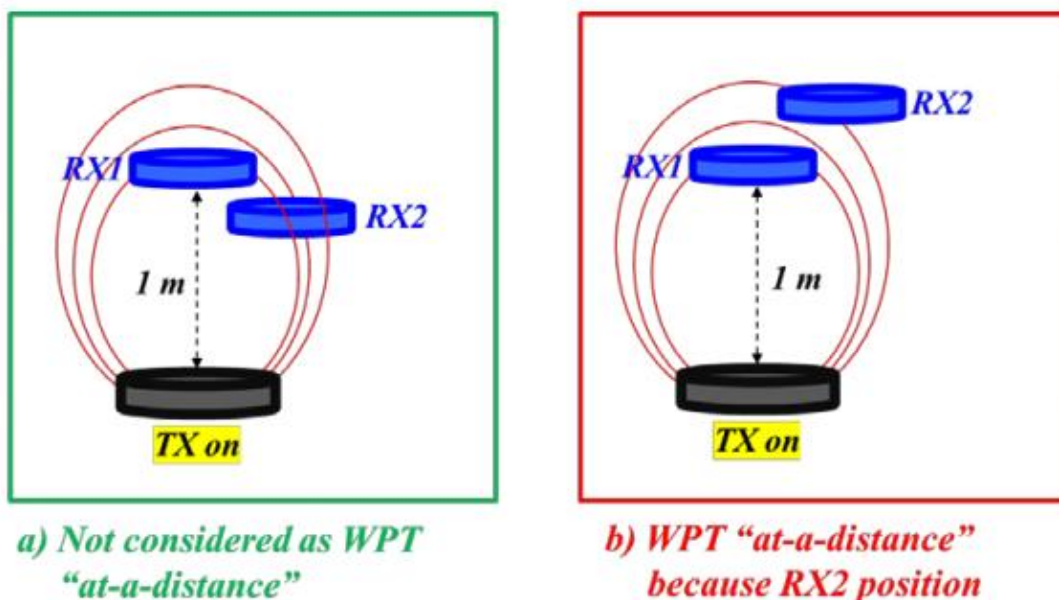 RX1
RX2
1 m
TX on
a) Not considered as WPT
“at-a-distance”
RX2
RX1
1 m
TX on
b) WPT “at-a-distance”
because RX2 position